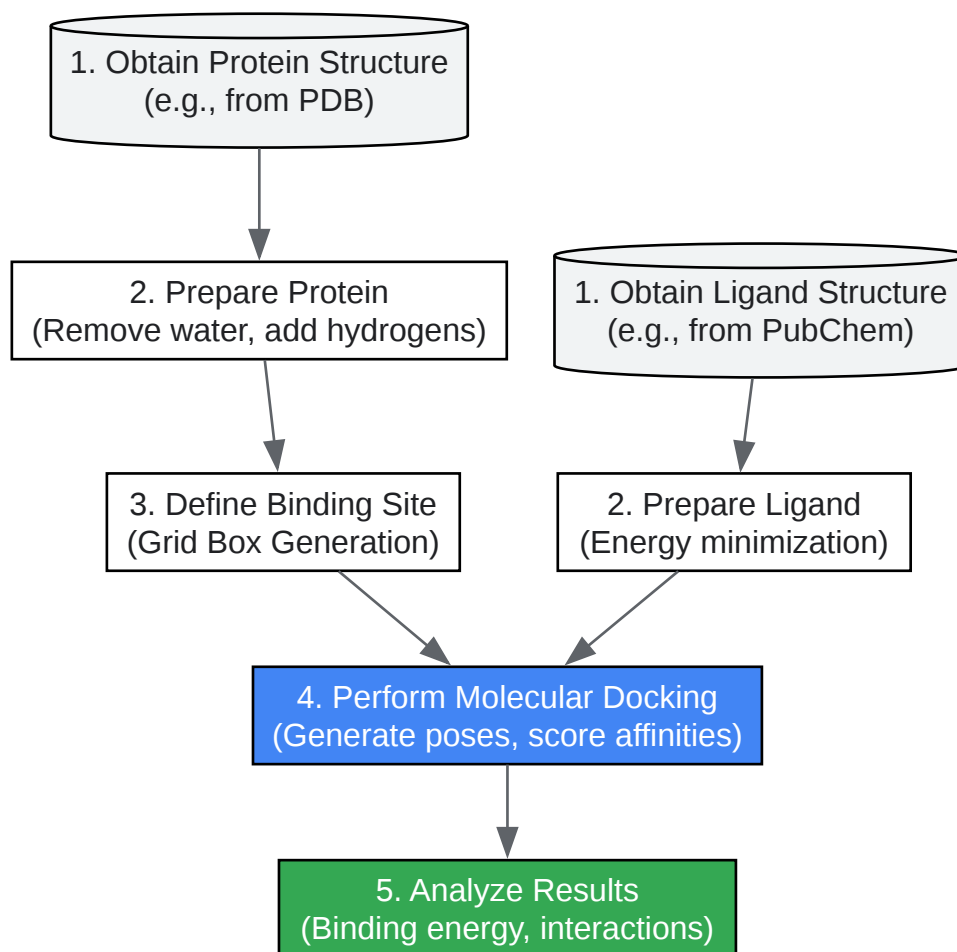 1. Obtain Protein Structure
(e.g., from PDB)
2. Prepare Protein
(Remove water, add hydrogens)
1. Obtain Ligand Structure
(e.g., from PubChem)
3. Define Binding Site
(Grid Box Generation)
2. Prepare Ligand
(Energy minimization)
4. Perform Molecular Docking
(Generate poses, score affinities)
5. Analyze Results
(Binding energy, interactions)